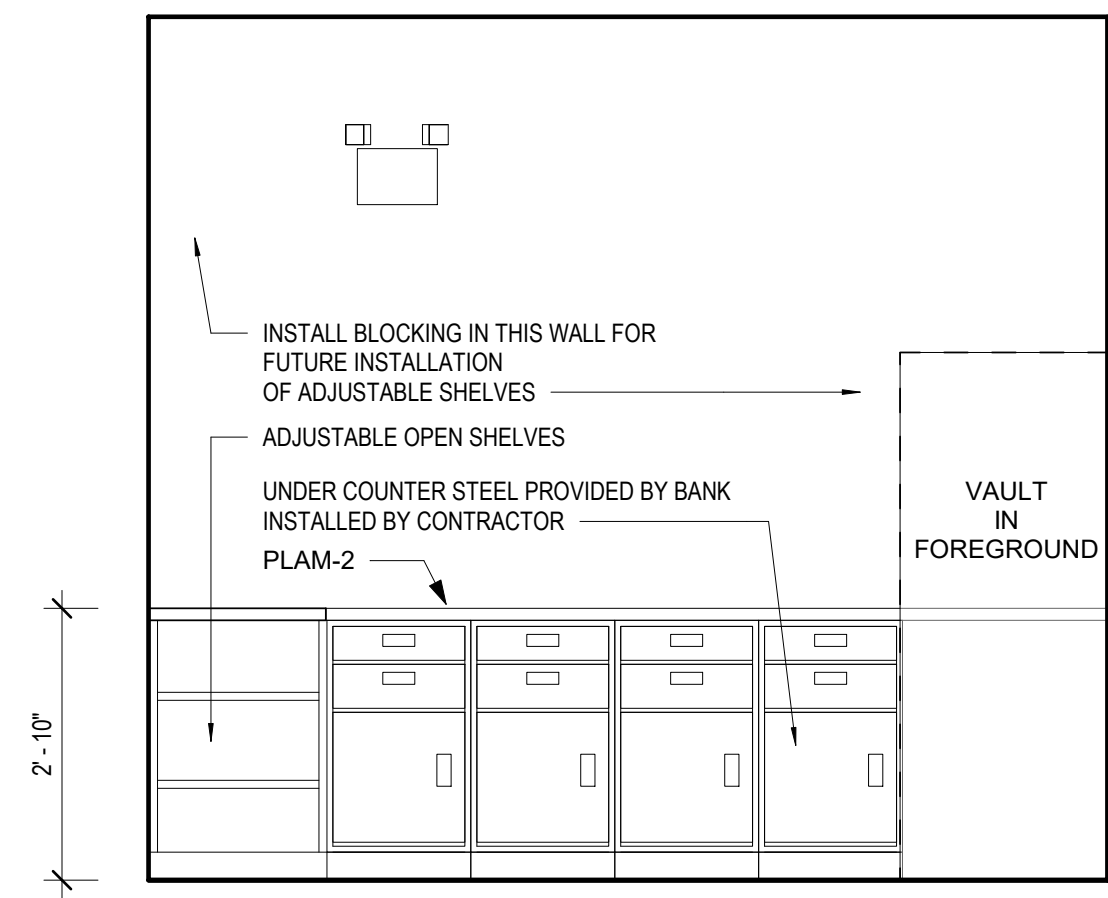 INSTALL BLOCKING IN THIS WALL FOR
FUTURE INSTALLATION
OF ADJUSTABLE SHELVES
ADJUSTABLE OPEN SHELVES
UNDER COUNTER STEEL PROVIDED BY BANK
INSTALLED BY CONTRACTOR
PLAM-2
VAULT
IN
FOREGROUND
2' - 10"